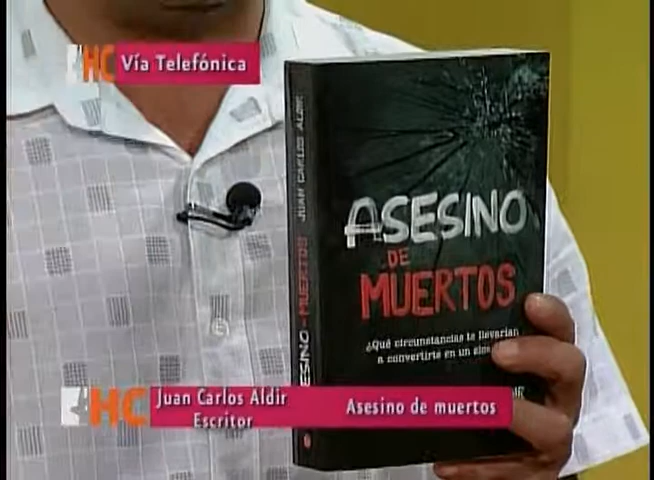 HC Vía Telefónica
JUAN CARLOS ALDIR
ASESINO DE MUERTOS
ASESINO
DE
MUERTOS
¿Qué circunstancias te llevarían
a convertirte en un
HC Juan Carlos Aldir
Escritor
Asesino de muertos